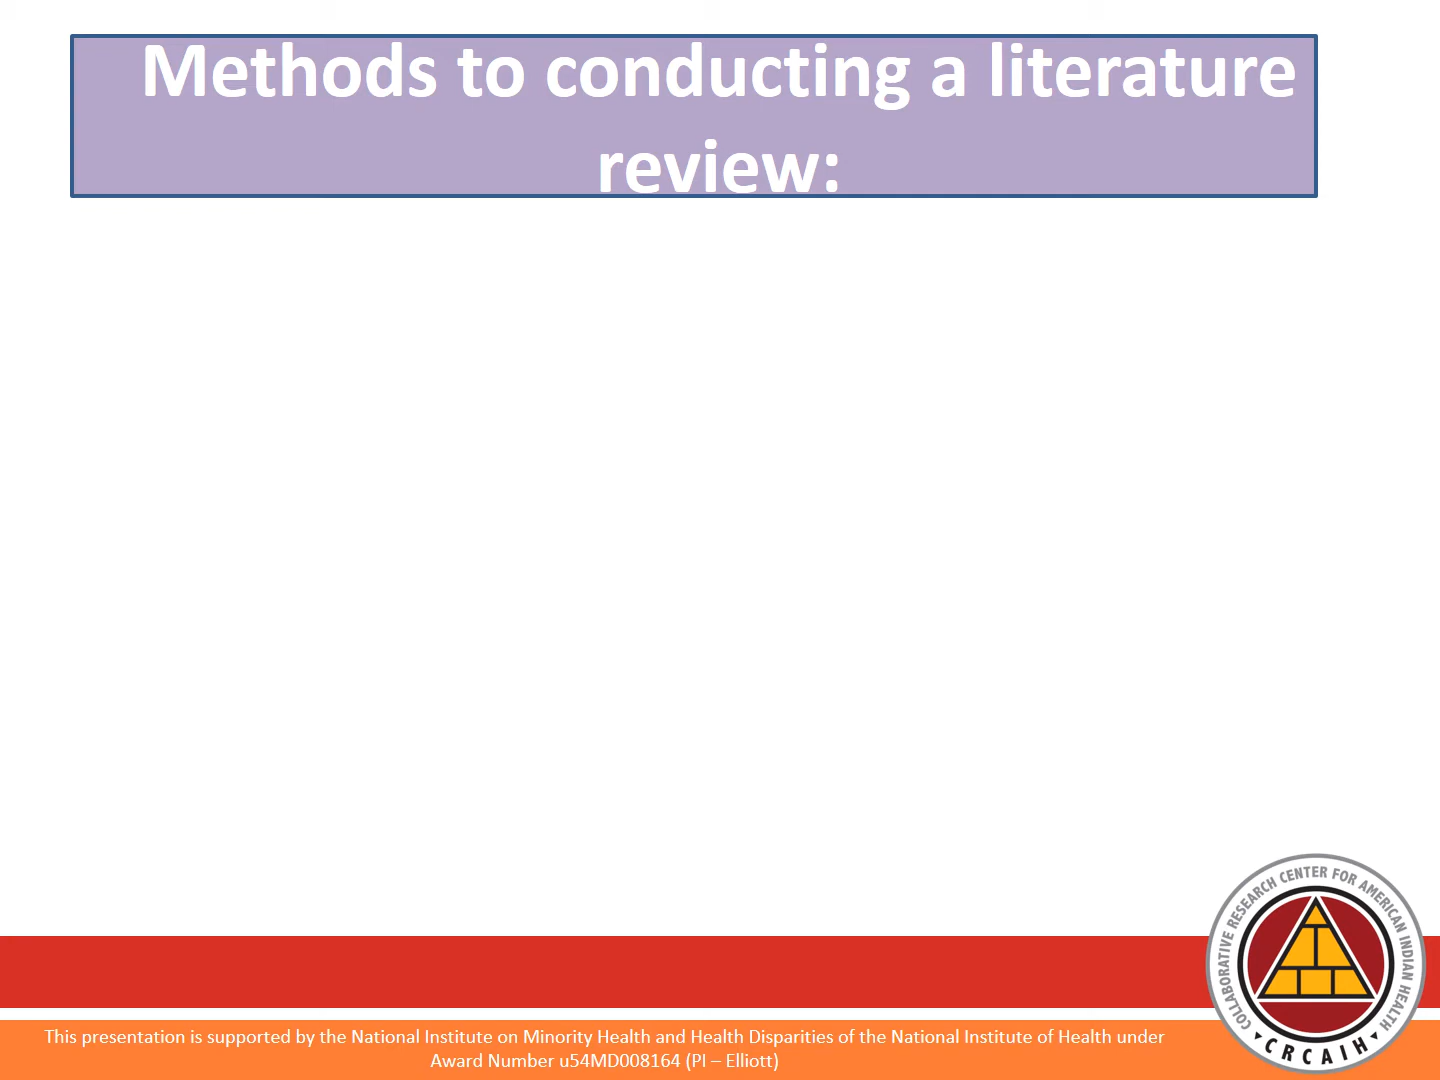 Methods to conducting a literature
review:
COLLABORATIVE RESEARCH CENTER FOR AMERICAN INDIAN HEALTH
CRCAIH
This presentation is supported by the National Institute on Minority Health and Health Disparities of the National Institute of Health under
Award Number u54MD008164 (PI – Elliott)